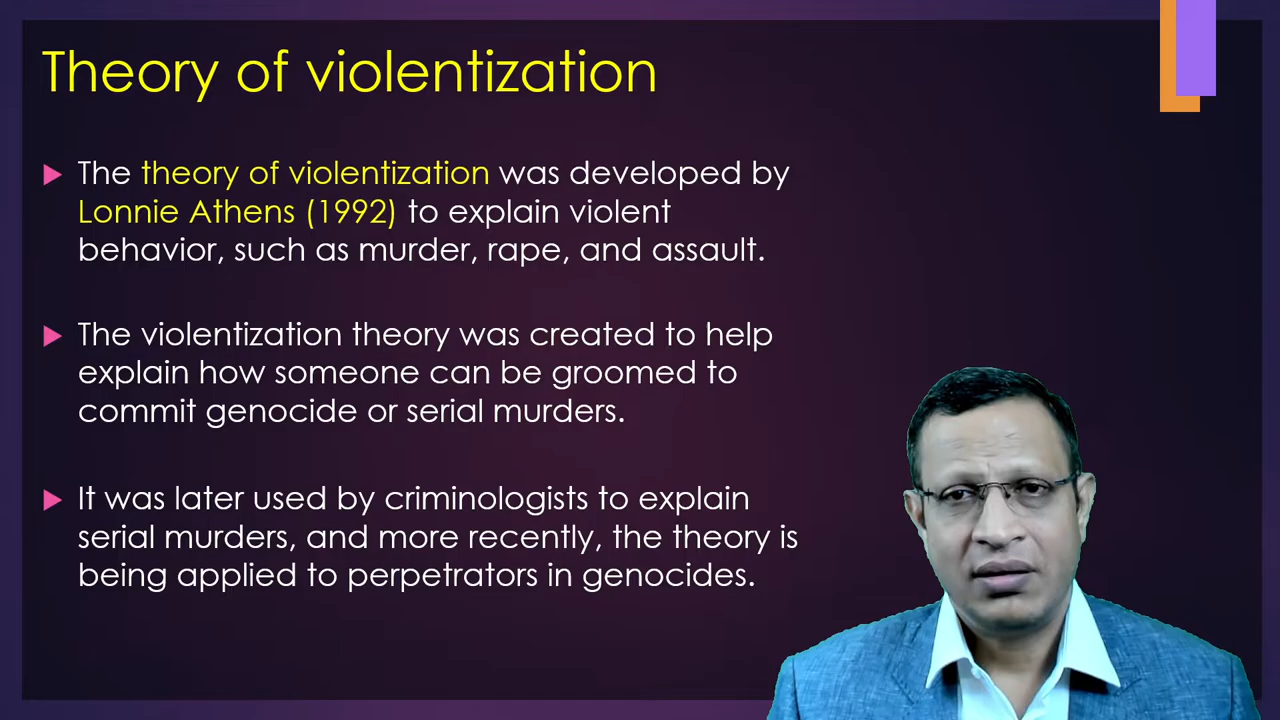 Theory of violentization
The theory of violentization was developed by
Lonnie Athens (1992) to explain violent
behavior, such as murder, rape, and assault.
The violentization theory was created to help
explain how someone can be groomed to
commit genocide or serial murders.
It was later used by criminologists to explain
serial murders, and more recently, the theory is
being applied to perpetrators in genocides.